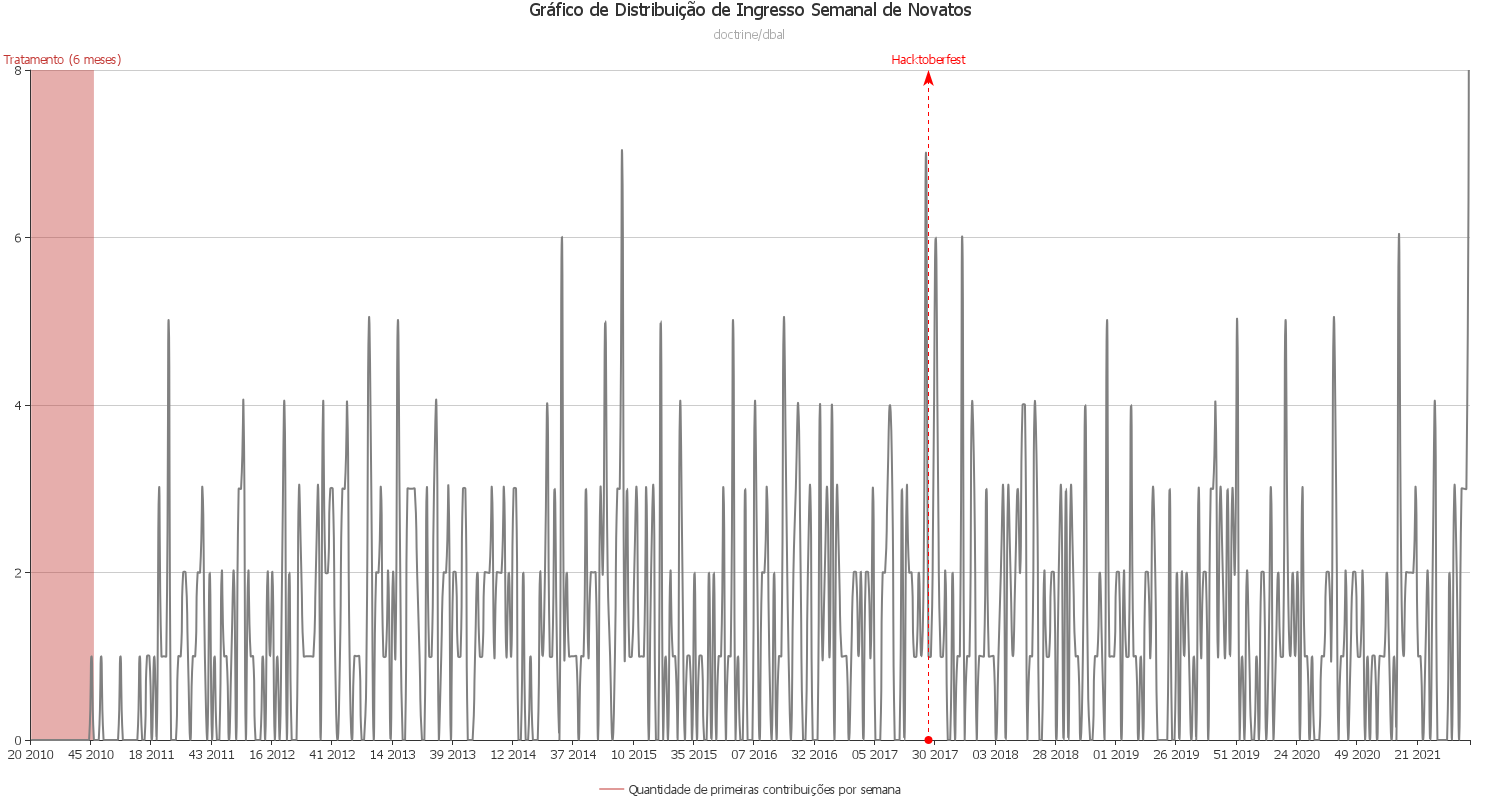 Gráfico de Distribuição de Ingresso Semanal de Novatos
doctrine/dbal
Tratamento (6 meses)
Hacktoberfest
8
6
4
2
0
20 2010 45 2010 18 2011 43 2011 16 2012 41 2012 14 2013 39 2013 12 2014 37 2014 10 2015 35 2015 07 2016 32 2016 05 2017 30 2017 03 2018 28 2018 01 2019 26 2019 51 2019 24 2020 49 2020 21 2021
Quantidade de primeiras contribuições por semana